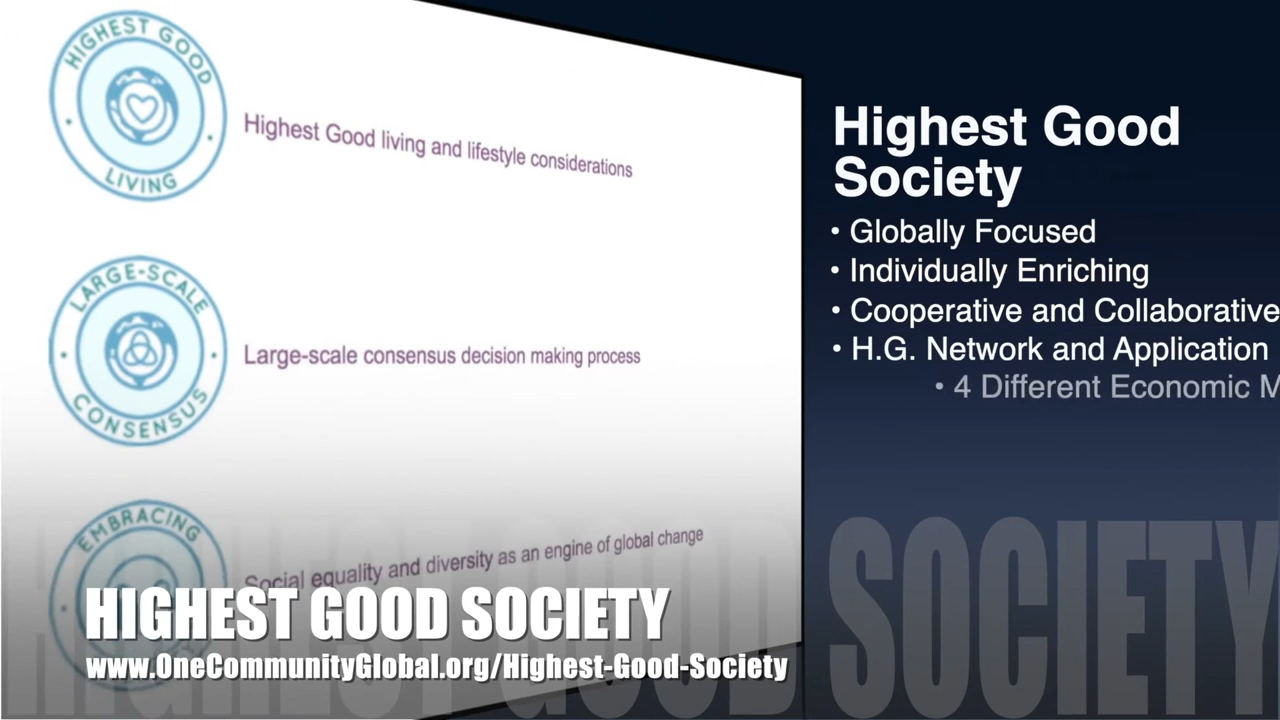 HIGHEST GOOD
LIVING
Highest Good living and lifestyle considerations
LARGE-SCALE
CONSENSUS
Large-scale consensus decision making process
EMBRACING
Social equality and diversity as an engine of global change
Highest Good
Society
• Globally Focused
• Individually Enriching
• Cooperative and Collaborative
• H.G. Network and Application
• 4 Different Economic M
HIGHEST GOOD SOCIETY
HIGHEST GOOD SOCIETY
www.OneCommunityGlobal.org/Highest-Good-Society